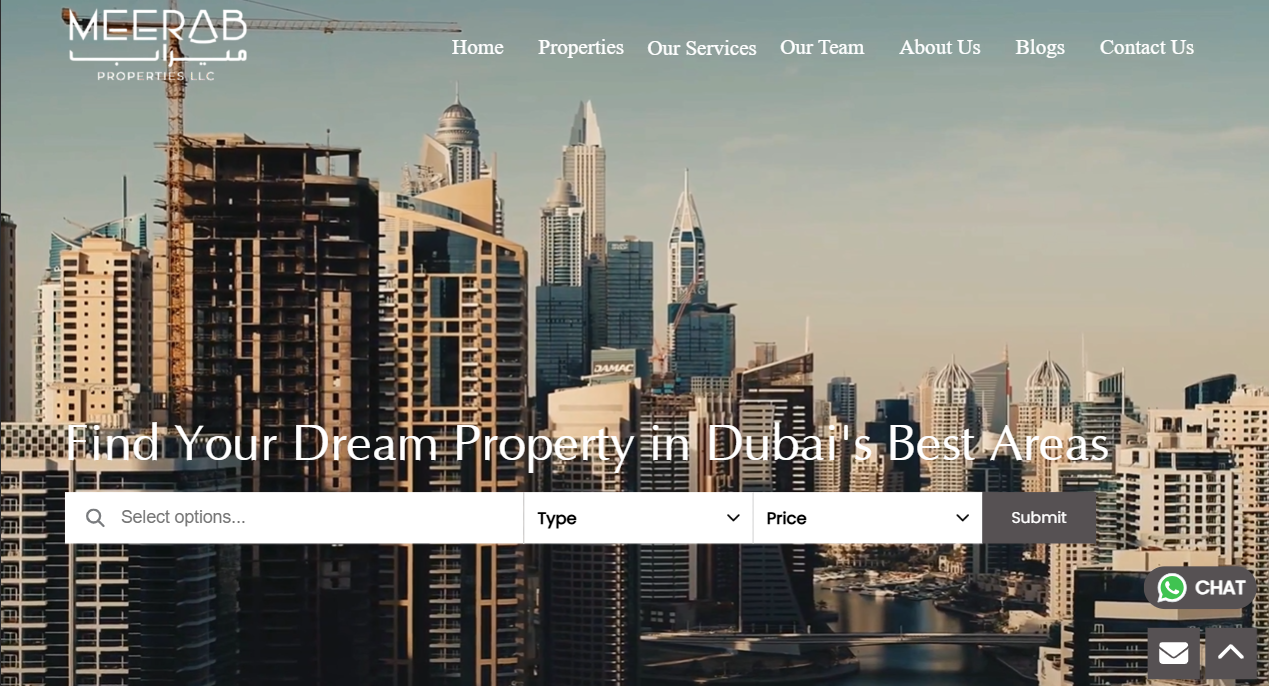 MEERAB
ميراب
PROPERTIES LLC
Home Properties Our Services Our Team About Us Blogs Contact Us
MAG
DAMAC
Find Your Dream Property in Dubai's Best Areas
Select options... Type Price Submit
CHAT